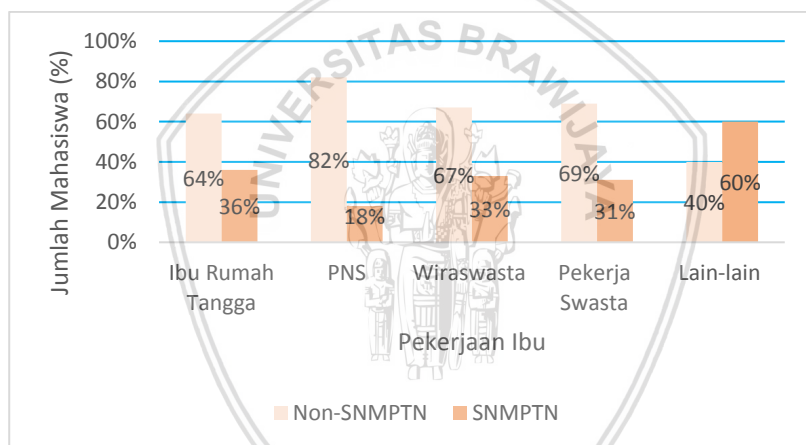 UNIVERSITAS BRAWIJAYA
Jumlah Mahasiswa (%)
100%
80%
60%
40%
20%
0%
64%
36%
82%
18%
67%
33%
69%
31%
40%
60%
Ibu Rumah
Tangga
PNS
Wiraswasta
Pekerja
Swasta
Lain-lain
Pekerjaan Ibu
Non-SNMPTN
SNMPTN